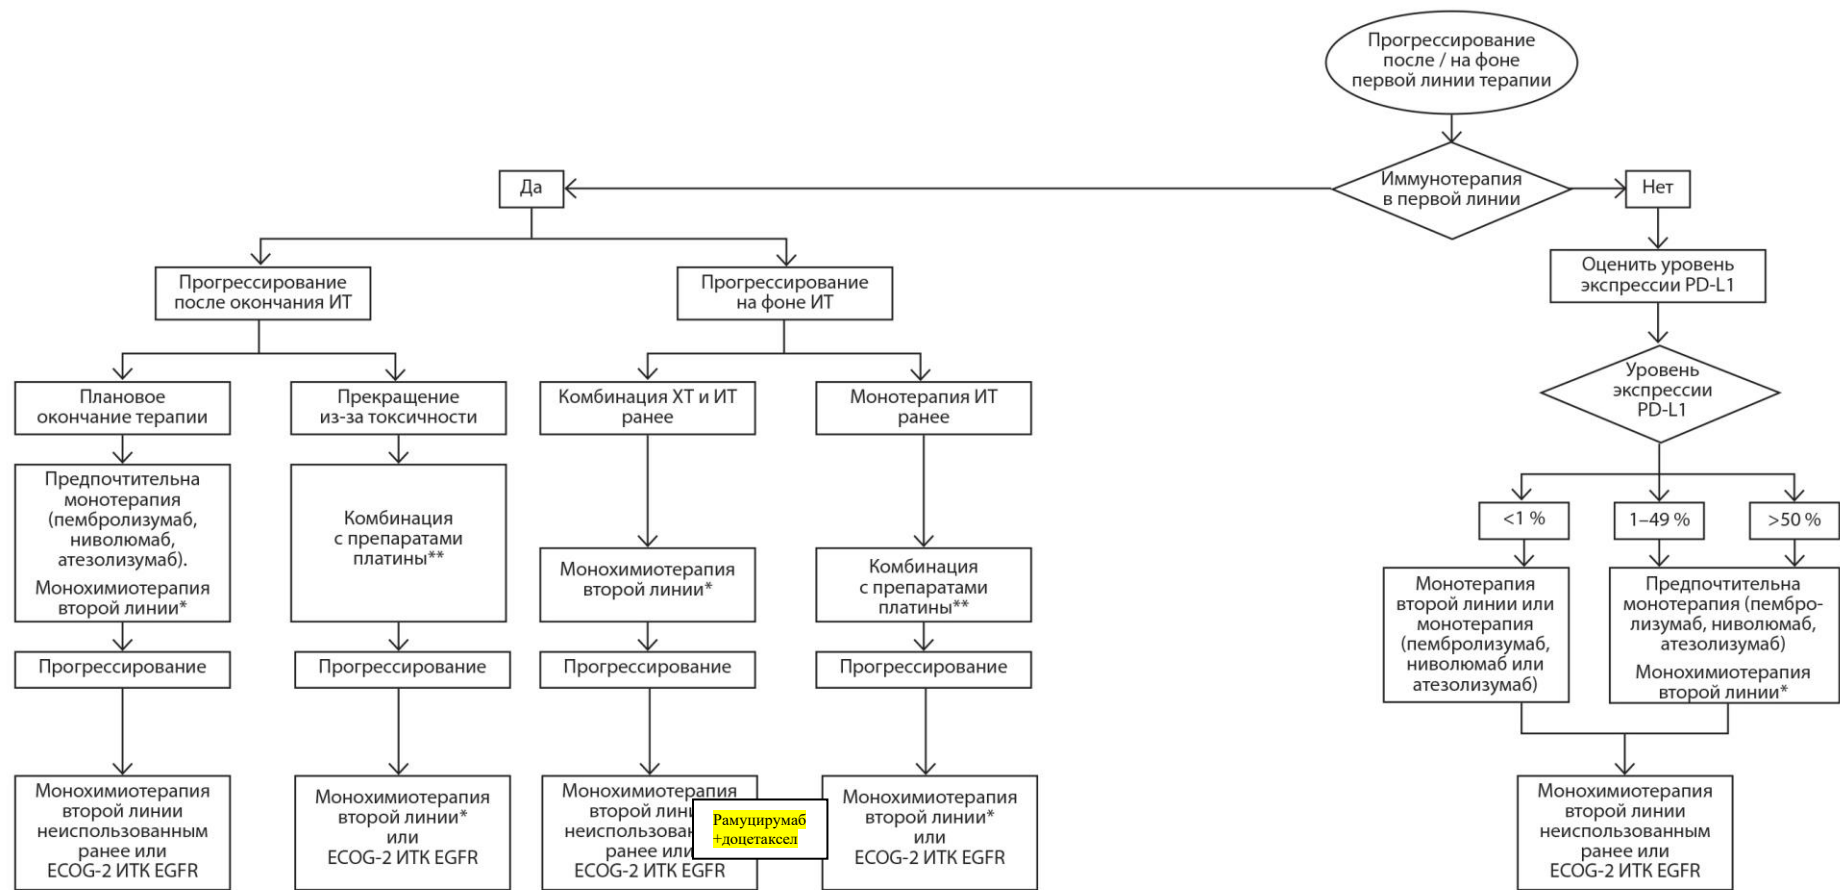 Прогрессирование
после / на фоне
первой линии терапии
Иммунотерапия
в первой линии
Да
Нет
Прогрессирование
после окончания ИТ
Прогрессирование
на фоне ИТ
Оценить уровень
экспрессии PD-L1
Плановое
окончание терапии
Прекращение
из-за токсичности
Комбинация ХТ и ИТ
ранее
Монотерапия ИТ
ранее
Уровень
экспрессии
PD-L1
Предпочтительна
монотерапия
(пембролизумаб,
ниволюмаб,
атезолизумаб).
Монохимиотерапия
второй линии*
Комбинация
с препаратами
платины**
Монохимиотерапия
второй линии*
Комбинация
с препаратами
платины**
<1 %
1–49 %
>50 %
Монотерапия
второй линии или
монотерапия
(пембролизумаб,
ниволюмаб или
атезолизумаб)
Предпочтительна
монотерапия (пембро-
лизумаб, ниволюмаб,
атезолизумаб)
Монохимиотерапия
второй линии*
Прогрессирование
Прогрессирование
Прогрессирование
Прогрессирование
Монохимиотерапия
второй линии
неиспользованным
ранее или
ECOG-2 ИТК EGFR
Монохимиотерапия
второй линии*
или
ECOG-2 ИТК EGFR
Монохимиотерапия
второй
ранее или
ECOG-2 ИТК EGFR
Рамуцирумаб
+доцетаксел
Монохимиотерапия
второй линии*
или
ECOG-2 ИТК EGFR
Монохимиотерапия
второй линии
неиспользованным
ранее или
ECOG-2 ИТК EGFR